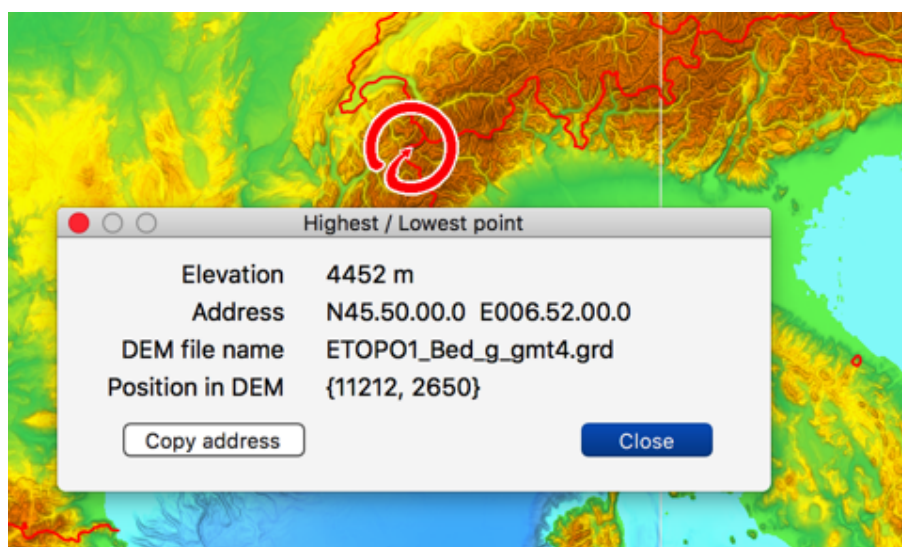 Highest / Lowest point
Elevation 4452 m
Address N45.50.00.0 E006.52.00.0
DEM file name ETOPO1_Bed_g_gmt4.grd
Position in DEM {11212, 2650}
Copy address Close